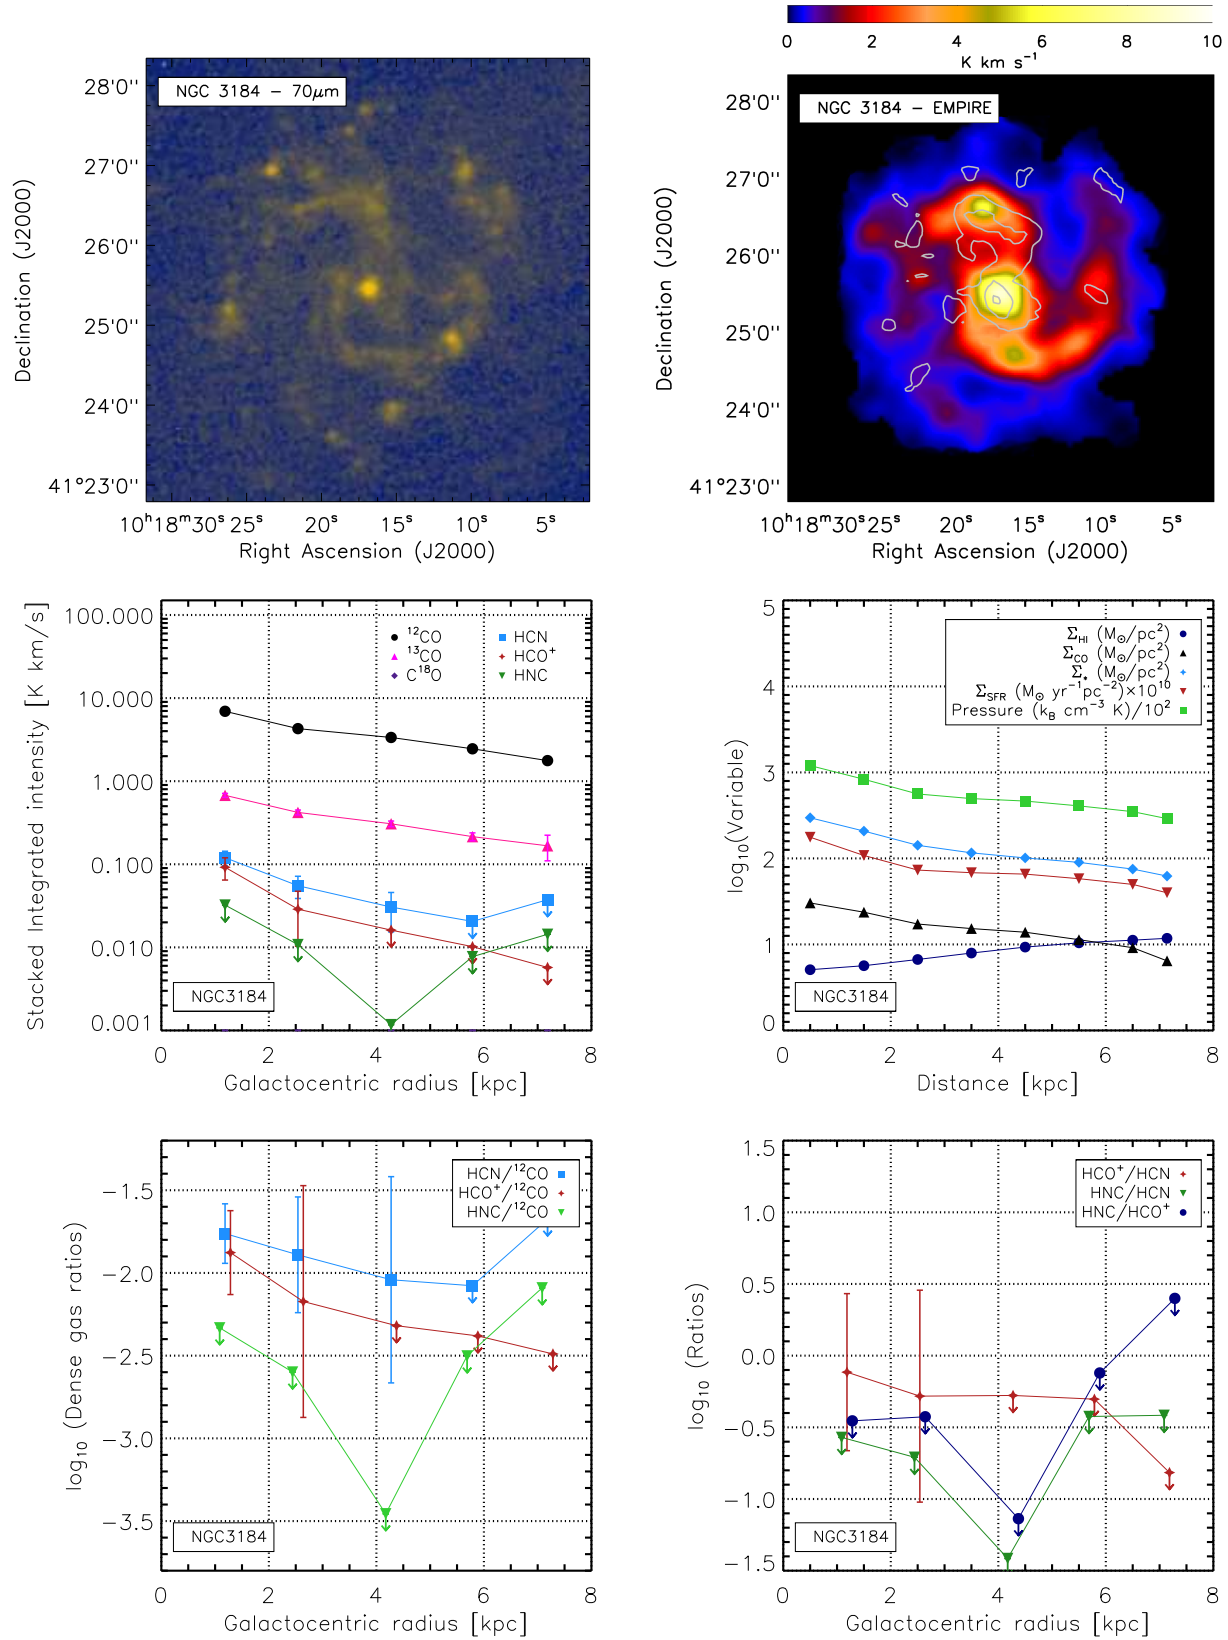 NGC 3184 – 70μm
28'0''
27'0''
26'0''
25'0''
24'0''
41°23'0''
Declination (J2000)
10ʰ18ᵐ30ˢ25ˢ 20ˢ 15ˢ 10ˢ 5ˢ
Right Ascension (J2000)
0 2 4 6 8 10
K km s⁻¹
NGC 3184 – EMPIRE
28'0''
27'0''
26'0''
25'0''
24'0''
41°23'0''
Declination (J2000)
10ʰ18ᵐ30ˢ25ˢ 20ˢ 15ˢ 10ˢ 5ˢ
Right Ascension (J2000)
Stacked Integrated intensity [K km/s]
100.000
10.000
1.000
0.100
0.010
0.001
¹²CO
¹³CO
C¹⁸O
HCN
HCO⁺
HNC
NGC3184
0 2 4 6 8
Galactocentric radius [kpc]
log₁₀(Variable)
5
4
3
2
1
0
Σ_HI (M⊙/pc²)
Σ_CO (M⊙/pc²)
Σ⋆ (M⊙/pc²)
Σ_SFR (M⊙ yr⁻¹pc⁻²)×10¹⁰
Pressure (k_B cm⁻³ K)/10²
NGC3184
0 2 4 6 8
Distance [kpc]
log₁₀ (Dense gas ratios)
−1.5
−2.0
−2.5
−3.0
−3.5
HCN/¹²CO
HCO⁺/¹²CO
HNC/¹²CO
NGC3184
0 2 4 6 8
Galactocentric radius [kpc]
log₁₀ (Ratios)
1.5
1.0
0.5
0.0
−0.5
−1.0
−1.5
HCO⁺/HCN
HNC/HCN
HNC/HCO⁺
NGC3184
0 2 4 6 8
Galactocentric radius [kpc]